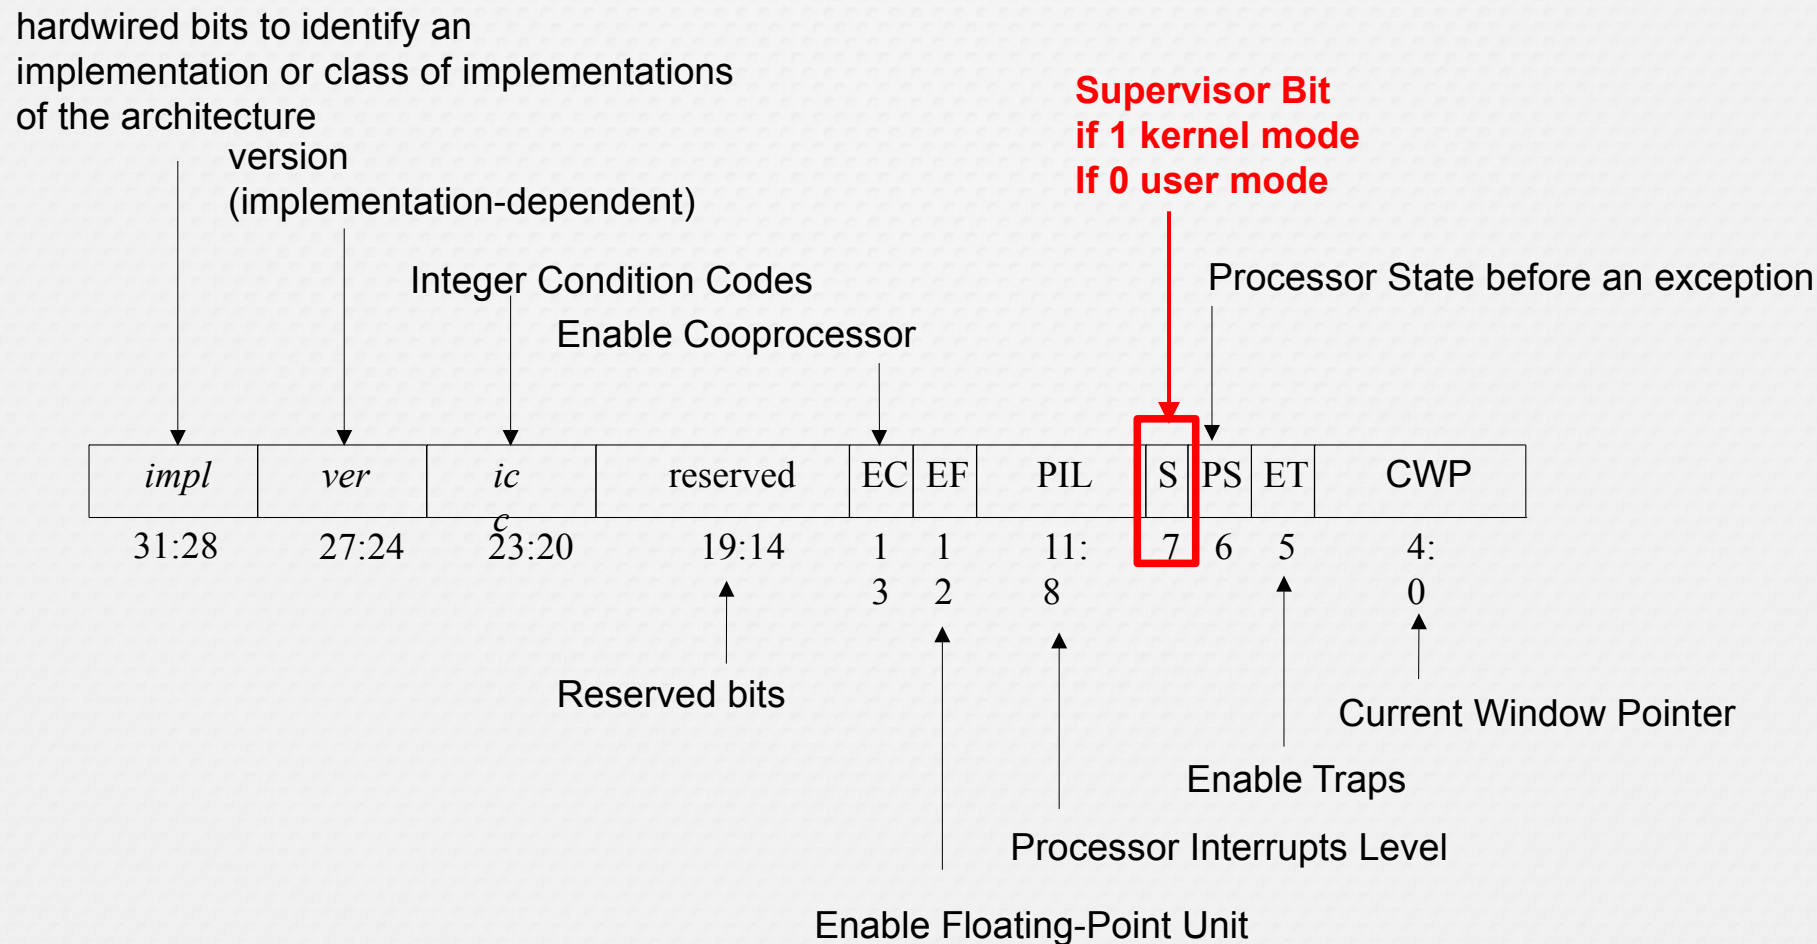 hardwired bits to identify an
implementation or class of implementations
of the architecture
version
(implementation-dependent)
Supervisor Bit
if 1 kernel mode
If 0 user mode
Integer Condition Codes
Processor State before an exception
Enable Cooprocessor
impl ver ic reserved EC EF PIL S PS ET CWP
c
31:28 27:24 23:20 19:14 1 1 11: 7 6 5 4:
3 2 8 0
Reserved bits
Current Window Pointer
Enable Traps
Processor Interrupts Level
Enable Floating-Point Unit